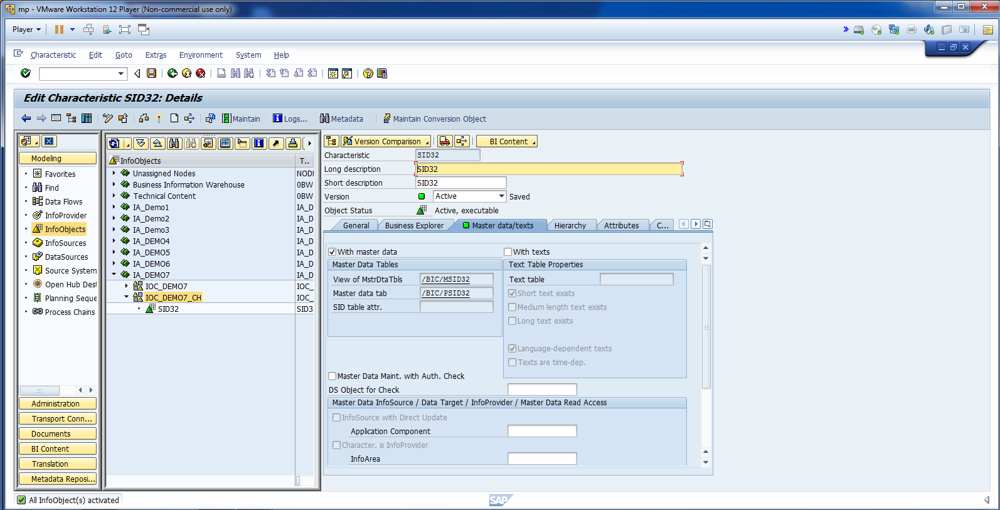 mp - VMware Workstation 12 Player (Non-commercial use only)
Player
Characteristic Edit Goto Extras Environment System Help
Edit Characteristic SID32: Details
Maintain Logs... Metadata Maintain Conversion Object
Modeling
Favorites
Find
Data Flows
InfoProvider
InfoObjects
InfoSources
DataSources
Source System
Open Hub Dest
Planning Seque
Process Chains
Administration
Transport Conn...
Documents
BI Content
Translation
Metadata Reposi...
InfoObjects T..
Unassigned Nodes NODE
Business Information Warehouse 0BW
Technical Content 0BW
IA_Demo1 IA_D
IA_Demo2 IA_D
IA_Demo3 IA_D
IA_DEMO4 IA_D
IA_DEMO5 IA_D
IA_DEMO6 IA_D
IA_DEMO7 IA_D
IOC_DEMO7 IOC_
IOC_DEMO7_CH IOC_
SID32 SID3
Version Comparison BI Content
Characteristic SID32
Long description SID32
Short description SID32
Version Active Saved
Object Status Active, executable
General Business Explorer Master data/texts Hierarchy Attributes C...
With master data
Master Data Tables
View of MstrDtaTbls /BIC/MSID32
Master data tab /BIC/PSID32
SID table attr.
With texts
Text Table Properties
Text table
Short text exists
Medium length text exists
Long text exists
Language-dependent texts
Texts are time-dep.
Master Data Maint. with Auth. Check
DS Object for Check
Master Data InfoSource / Data Target / InfoProvider / Master Data Read Access
InfoSource with Direct Update
Application Component
Character. is InfoProvider
InfoArea
All InfoObject(s) activated
SAP